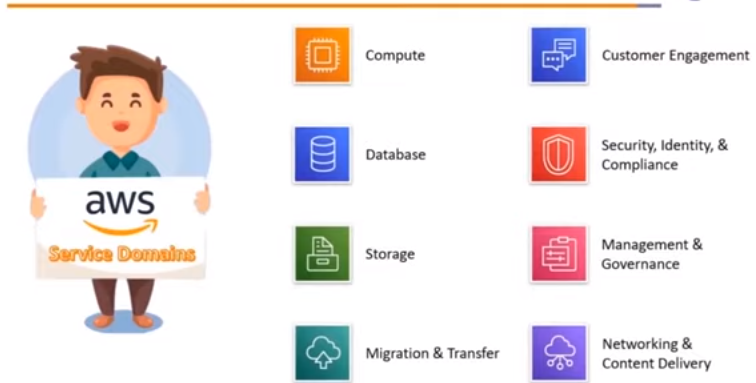 aws
Service Domains
Compute
Customer Engagement
Database
Security, Identity, &
Compliance
Storage
Management &
Governance
Migration & Transfer
Networking &
Content Delivery